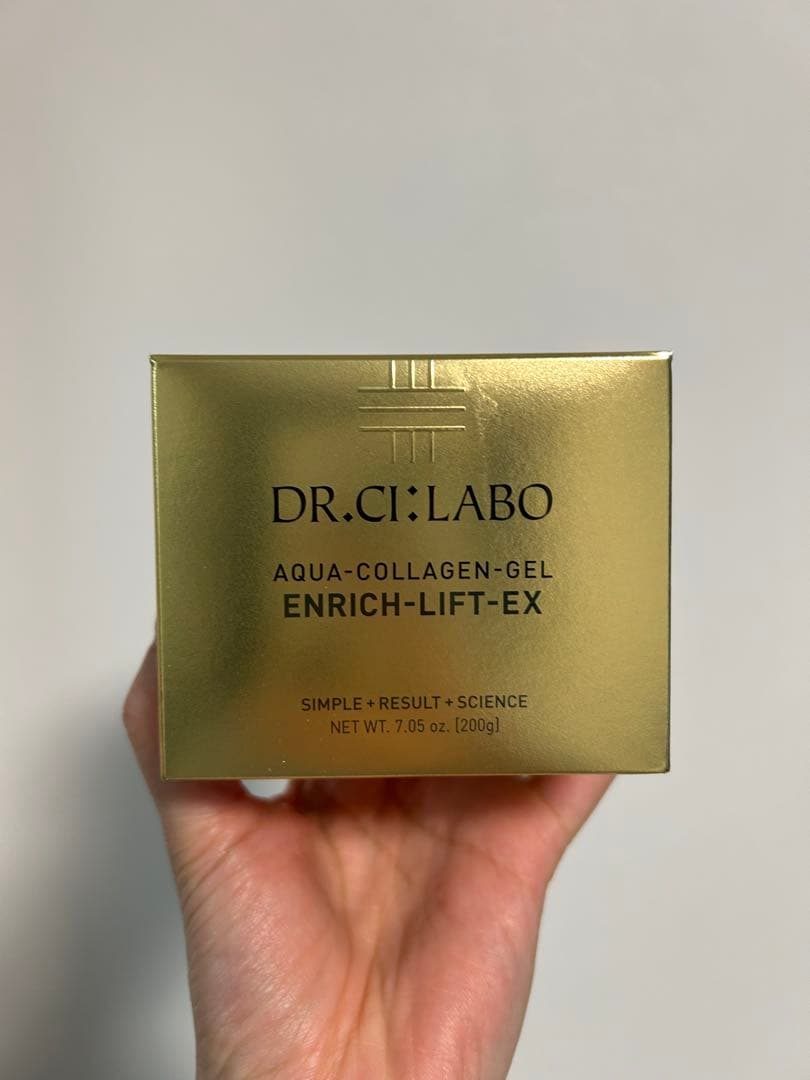 DR.CI:LABO
AQUA-COLLAGEN-GEL
ENRICH-LIFT-EX
SIMPLE + RESULT + SCIENCE
NET WT. 7.05 oz. [200g]